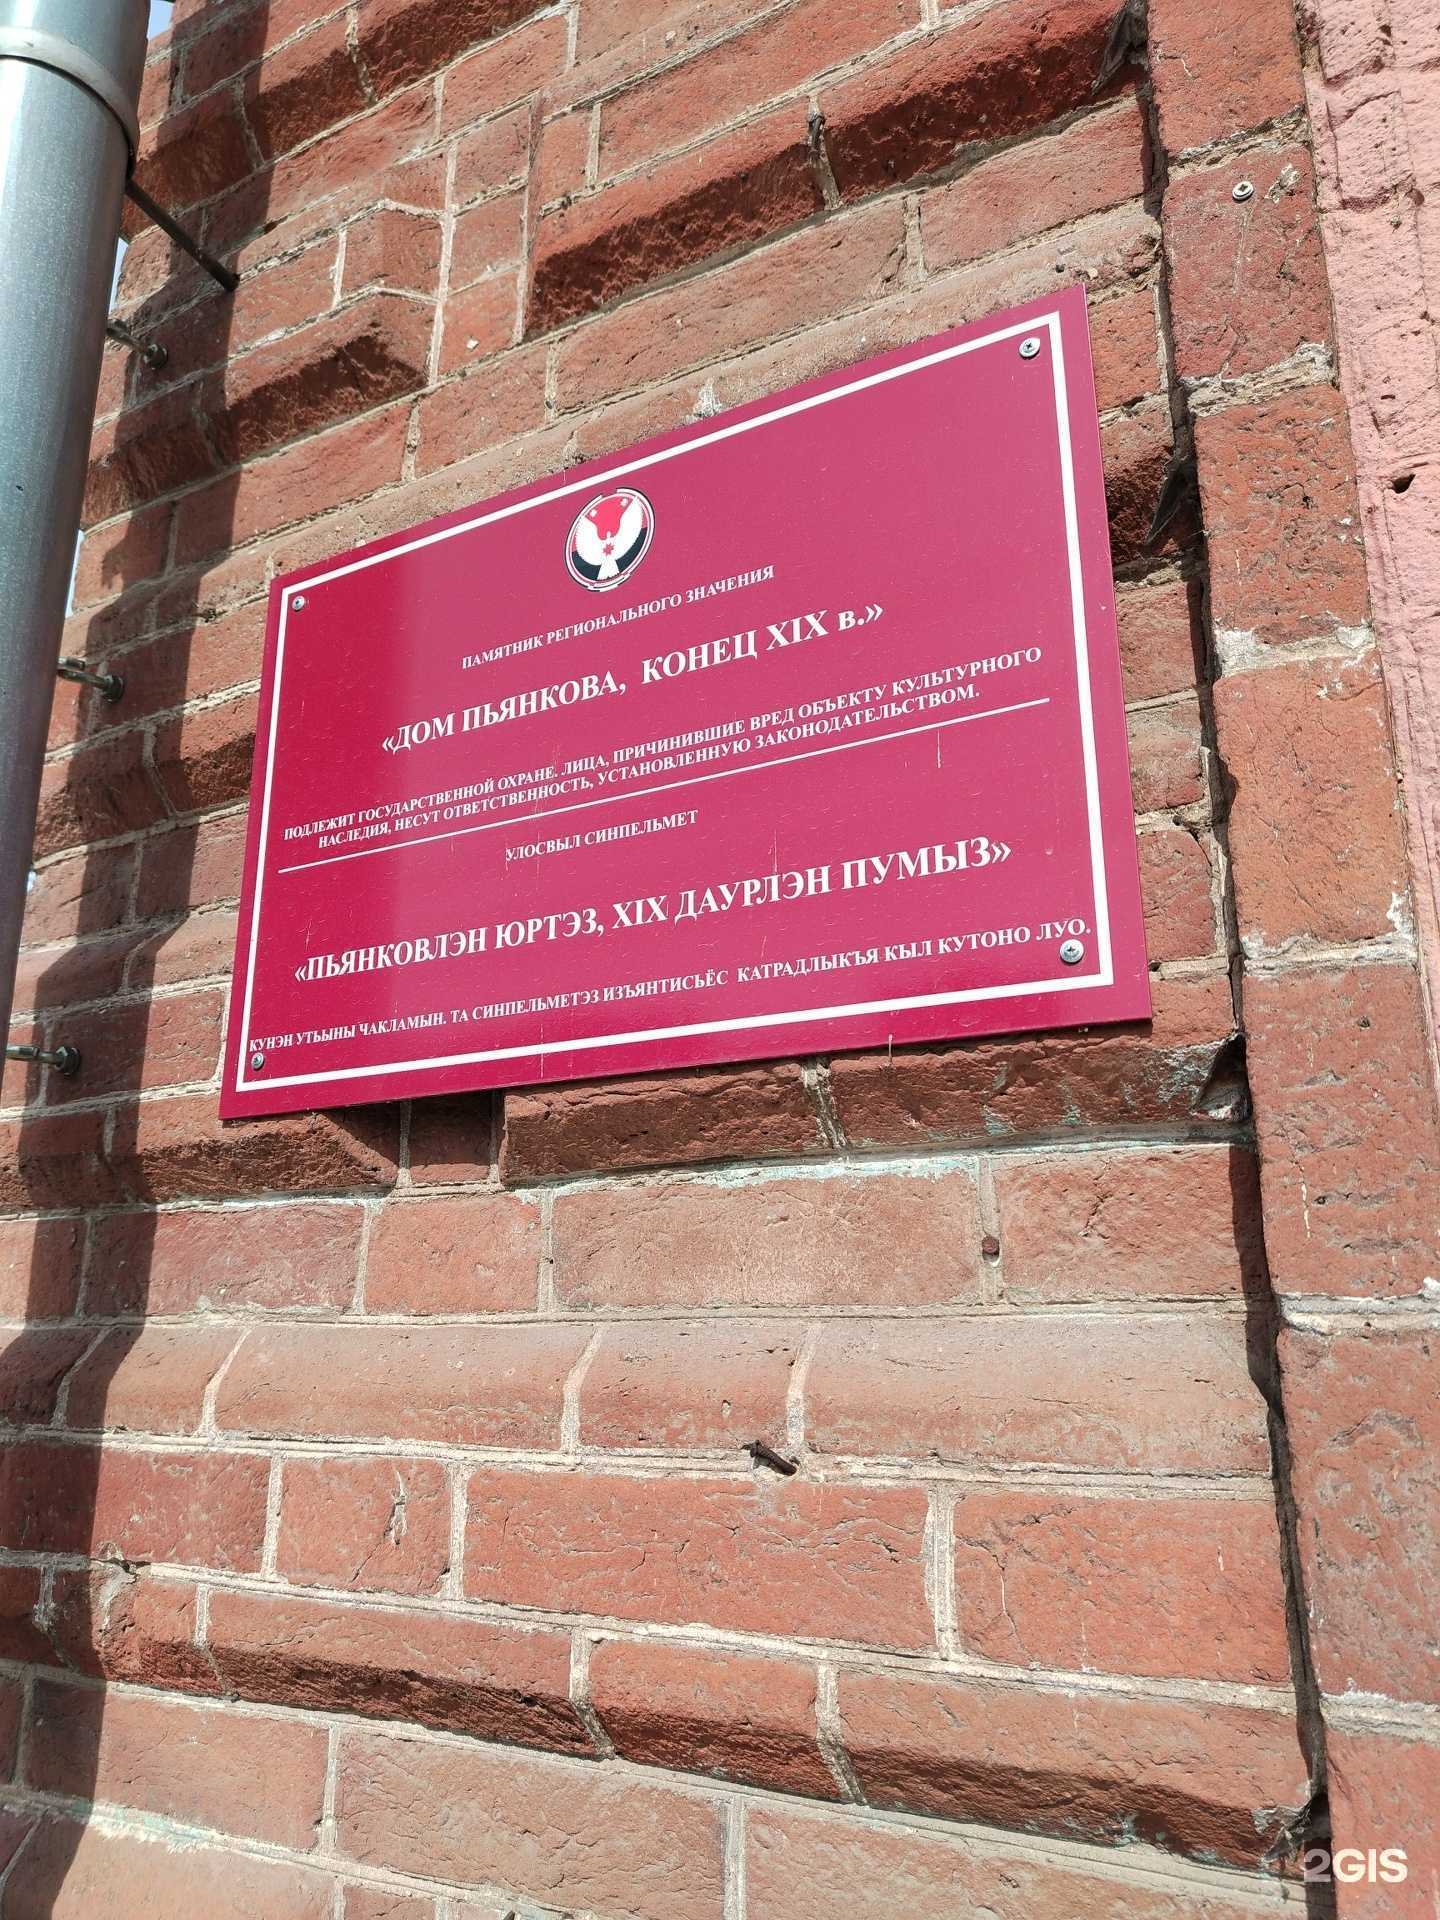 ПАМЯТНИК РЕГИОНАЛЬНОГО ЗНАЧЕНИЯ
«ДОМ ПЬЯНКОВА, КОНЕЦ XIX в.»
ПОДЛЕЖИТ ГОСУДАРСТВЕННОЙ ОХРАНЕ. ЛИЦА, ПРИЧИНИВШИЕ ВРЕД ОБЪЕКТУ КУЛЬТУРНОГО
НАСЛЕДИЯ, НЕСУТ ОТВЕТСТВЕННОСТЬ, УСТАНОВЛЕННУЮ ЗАКОНОДАТЕЛЬСТВОМ.
УЛОСВЫЛ СИНПЕЛЬМЕТ
«ПЬЯНКОВЛЭН ЮРТЭЗ, XIX ДАУРЛЭН ПУМЫЗ»
КУНЭН УТЬЫНЫ ЧАКЛАМЫН. ТА СИНПЕЛЬМЕТЭЗ ИЗЪЯНТИСЬЁС КАТРАДЛЫКЪЯ КЫЛ КУТОНО ЛУО.
2GIS